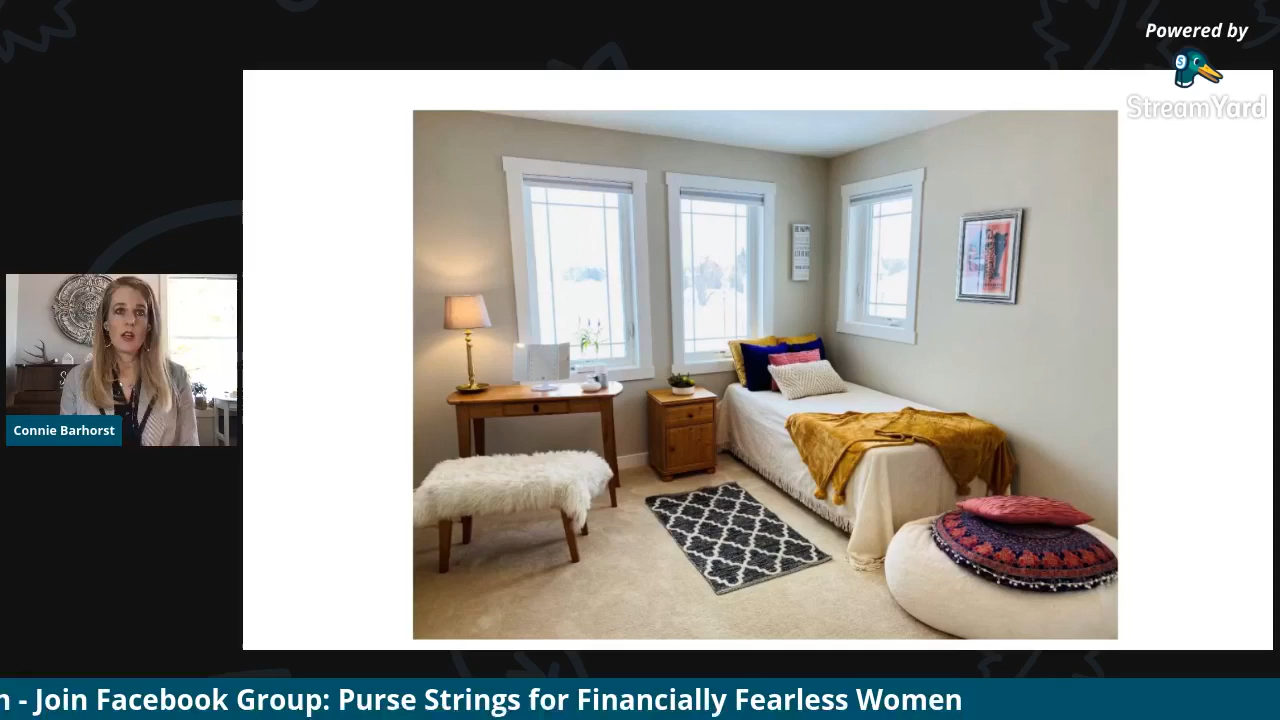 Powered by
StreamYard
Connie Barhorst
n - Join Facebook Group: Purse Strings for Financially Fearless Women